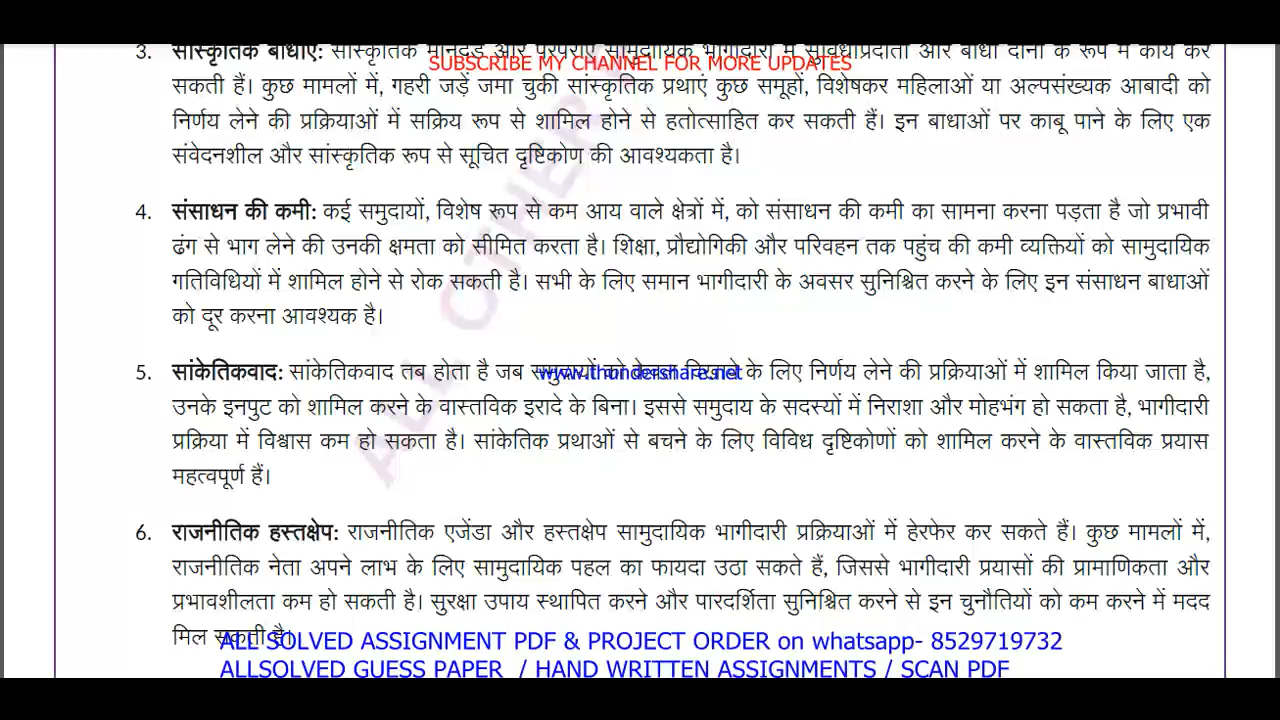 3. सांस्कृतिक बाधाएँ: सांस्कृतिक मानदंड और परंपराएं सामुदायिक भागीदारी में सुविधाप्रदाता और बाधा दोनों के रूप में कार्य कर
SUBSCRIBE MY CHANNEL FOR MORE UPDATES
सकती हैं। कुछ मामलों में, गहरी जड़ें जमा चुकी सांस्कृतिक प्रथाएं कुछ समूहों, विशेषकर महिलाओं या अल्पसंख्यक आबादी को
निर्णय लेने की प्रक्रियाओं में सक्रिय रूप से शामिल होने से हतोत्साहित कर सकती हैं। इन बाधाओं पर काबू पाने के लिए एक
संवेदनशील और सांस्कृतिक रूप से सूचित दृष्टिकोण की आवश्यकता है।
4. संसाधन की कमी: कई समुदायों, विशेष रूप से कम आय वाले क्षेत्रों में, को संसाधन की कमी का सामना करना पड़ता है जो प्रभावी
ढंग से भाग लेने की उनकी क्षमता को सीमित करता है। शिक्षा, प्रौद्योगिकी और परिवहन तक पहुंच की कमी व्यक्तियों को सामुदायिक
गतिविधियों में शामिल होने से रोक सकती है। सभी के लिए समान भागीदारी के अवसर सुनिश्चित करने के लिए इन संसाधन बाधाओं
को दूर करना आवश्यक है।
5. सांकेतिकवाद: सांकेतिकवाद तब होता है जब के लिए निर्णय लेने की प्रक्रियाओं में शामिल किया जाता है,
www.thundershare.net
उनके इनपुट को शामिल करने के वास्तविक इरादे के बिना। इससे समुदाय के सदस्यों में निराशा और मोहभंग हो सकता है, भागीदारी
प्रक्रिया में विश्वास कम हो सकता है। सांकेतिक प्रथाओं से बचने के लिए विविध दृष्टिकोणों को शामिल करने के वास्तविक प्रयास
महत्वपूर्ण हैं।
6. राजनीतिक हस्तक्षेप: राजनीतिक एजेंडा और हस्तक्षेप सामुदायिक भागीदारी प्रक्रियाओं में हेरफेर कर सकते हैं। कुछ मामलों में,
राजनीतिक नेता अपने लाभ के लिए सामुदायिक पहल का फायदा उठा सकते हैं, जिससे भागीदारी प्रयासों की प्रामाणिकता और
प्रभावशीलता कम हो सकती है। सुरक्षा उपाय स्थापित करने और पारदर्शिता सुनिश्चित करने से इन चुनौतियों को कम करने में मदद
मिल सकती है।
ALL SOLVED ASSIGNMENT PDF & PROJECT ORDER on whatsapp- 8529719732
ALLSOLVED GUESS PAPER / HAND WRITTEN ASSIGNMENTS / SCAN PDF
ALL OTHER